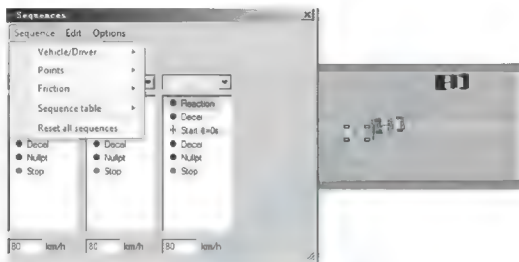 Sequences
Sequence Edit Options
Vehicle/Driver
Points
Friction
Sequence table
Reset all sequences
Decel
Nullpt
Stop
Decel
Nullpt
Stop
Reaction
Decel
Start t=0s
Decel
Nullpt
Stop
80 km/h 80 km/h 80 km/h